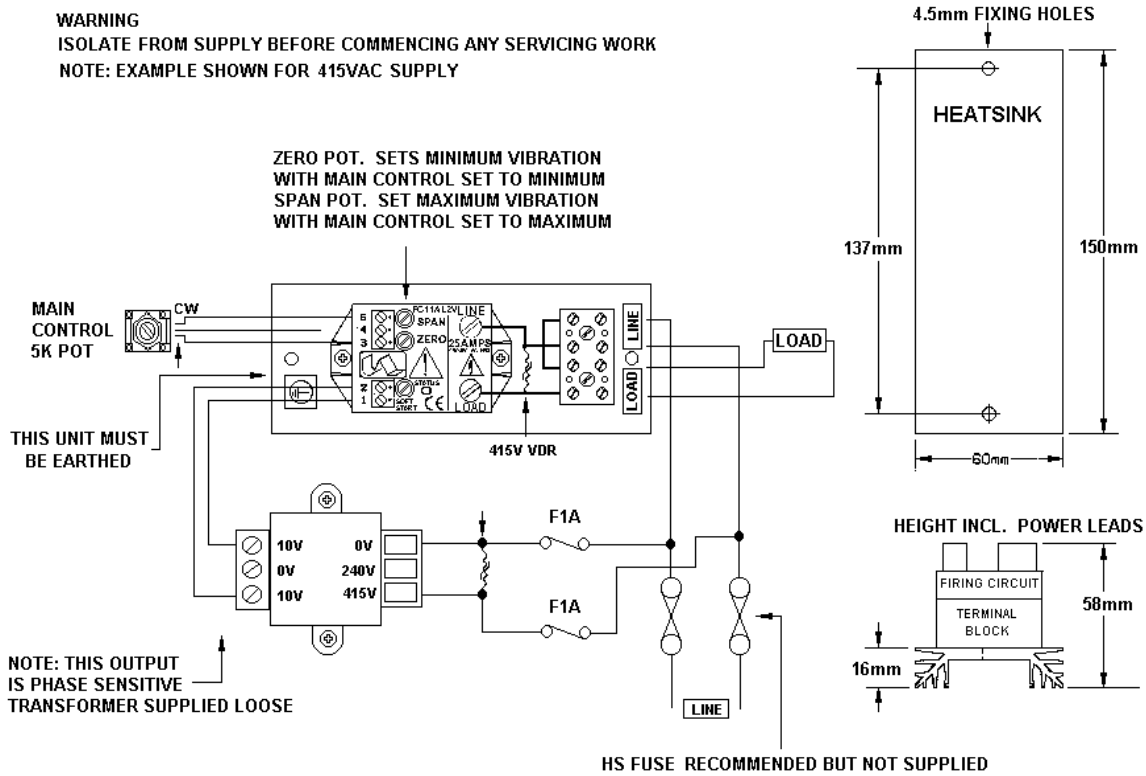 WARNING
ISOLATE FROM SUPPLY BEFORE COMMENCING ANY SERVICING WORK
NOTE: EXAMPLE SHOWN FOR 415VAC SUPPLY
4.5mm FIXING HOLES
HEATSINK
137mm
150mm
60mm
ZERO POT. SETS MINIMUM VIBRATION
WITH MAIN CONTROL SET TO MINIMUM
SPAN POT. SET MAXIMUM VIBRATION
WITH MAIN CONTROL SET TO MAXIMUM
MAIN
CONTROL
5K POT
CW
5
4
3
2
1
FC11AL2V
LINE
SPAN
ZERO
25AMPS
STATUS
SOFT
START
CE
LOAD
LINE
LOAD
LOAD
THIS UNIT MUST
BE EARTHED
415V VDR
10V
0V
10V
0V
240V
415V
F1A
F1A
NOTE: THIS OUTPUT
IS PHASE SENSITIVE
TRANSFORMER SUPPLIED LOOSE
LINE
HS FUSE RECOMMENDED BUT NOT SUPPLIED
HEIGHT INCL. POWER LEADS
FIRING CIRCUIT
TERMINAL
BLOCK
58mm
16mm